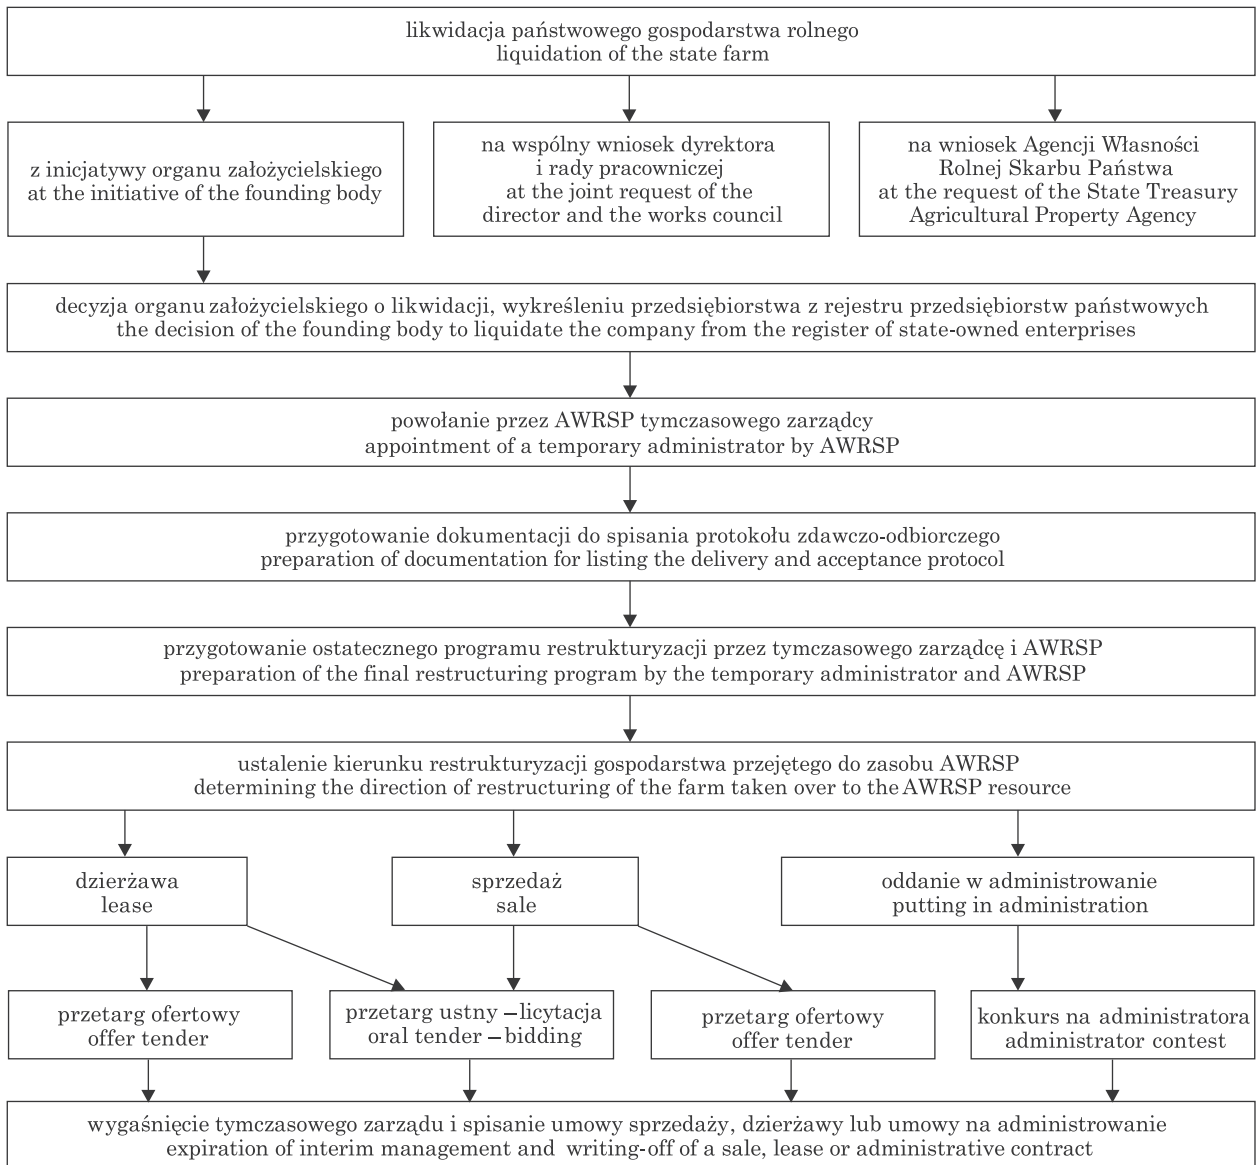 likwidacja państwowego gospodarstwa rolnego
liquidation of the state farm
z inicjatywy organu założycielskiego
at the initiative of the founding body
na wspólny wniosek dyrektora
i rady pracowniczej
at the joint request of the
director and the works council
na wniosek Agencji Własności
Rolnej Skarbu Państwa
at the request of the State Treasury
Agricultural Property Agency
decyzja organu założycielskiego o likwidacji, wykreśleniu przedsiębiorstwa z rejestru przedsiębiorstw państwowych
the decision of the founding body to liquidate the company from the register of state-owned enterprises
powołanie przez AWRSP tymczasowego zarządcy
appointment of a temporary administrator by AWRSP
przygotowanie dokumentacji do spisania protokołu zdawczo-odbiorczego
preparation of documentation for listing the delivery and acceptance protocol
przygotowanie ostatecznego programu restrukturyzacji przez tymczasowego zarządcę i AWRSP
preparation of the final restructuring program by the temporary administrator and AWRSP
ustalenie kierunku restrukturyzacji gospodarstwa przejętego do zasobu AWRSP
determining the direction of restructuring of the farm taken over to the AWRSP resource
dzierżawa
lease
sprzedaż
sale
oddanie w administrowanie
putting in administration
przetarg ofertowy
offer tender
przetarg ustny – licytacja
oral tender – bidding
przetarg ofertowy
offer tender
konkurs na administratora
administrator contest
wygaśnięcie tymczasowego zarządu i spisanie umowy sprzedaży, dzierżawy lub umowy na administrowanie
expiration of interim management and writing-off of a sale, lease or administrative contract